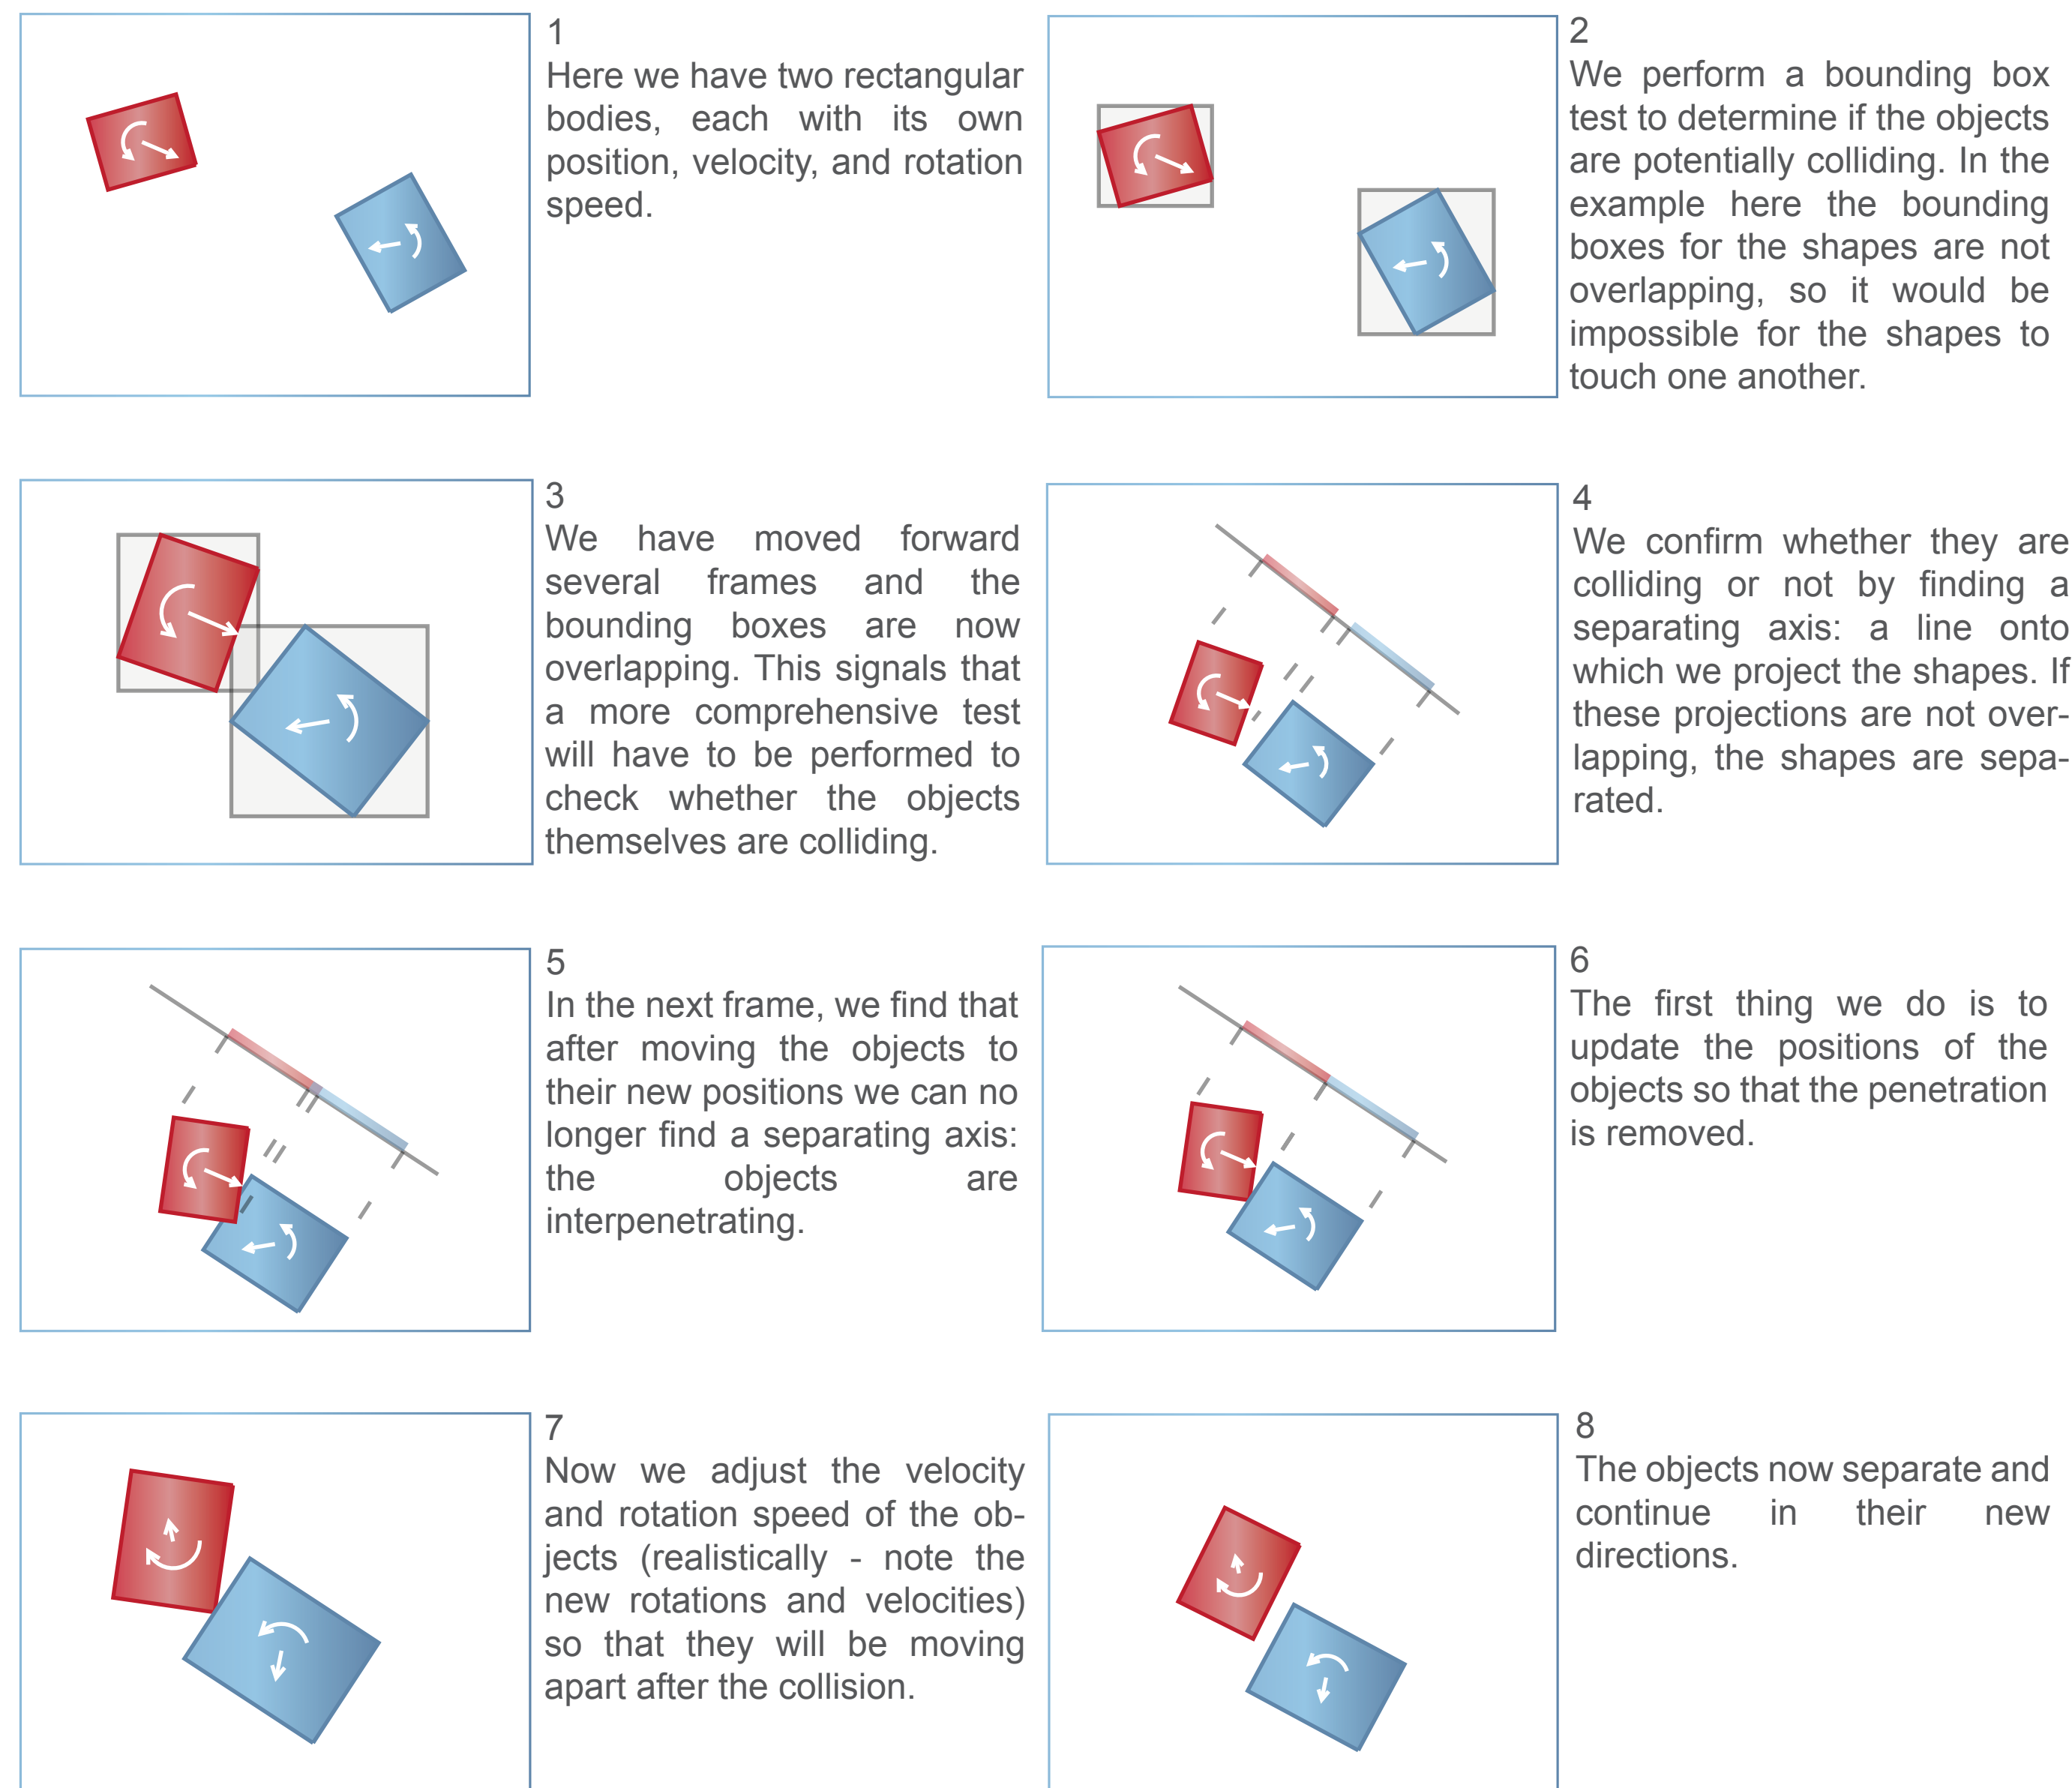 1
Here we have two rectangular
bodies, each with its own
position, velocity, and rotation
speed.
2
We perform a bounding box
test to determine if the objects
are potentially colliding. In the
example here the bounding
boxes for the shapes are not
overlapping, so it would be
impossible for the shapes to
touch one another.
3
We have moved forward
several frames and the
bounding boxes are now
overlapping. This signals that
a more comprehensive test
will have to be performed to
check whether the objects
themselves are colliding.
4
We confirm whether they are
colliding or not by finding a
separating axis: a line onto
which we project the shapes. If
these projections are not over-
lapping, the shapes are sepa-
rated.
5
In the next frame, we find that
after moving the objects to
their new positions we can no
longer find a separating axis:
the objects are
interpenetrating.
6
The first thing we do is to
update the positions of the
objects so that the penetration
is removed.
7
Now we adjust the velocity
and rotation speed of the ob-
jects (realistically - note the
new rotations and velocities)
so that they will be moving
apart after the collision.
8
The objects now separate and
continue in their new
directions.